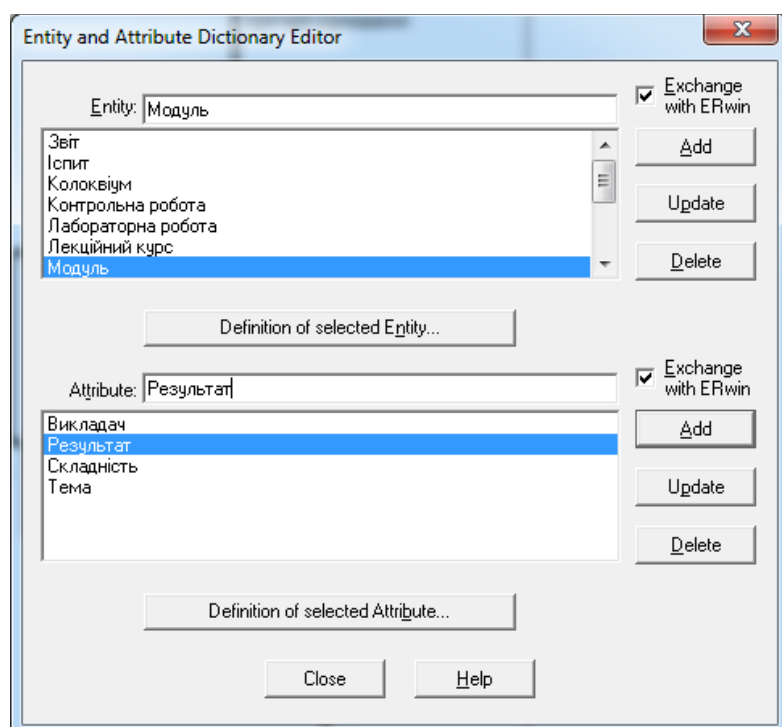 Entity and Attribute Dictionary Editor
Entity: Модуль
Exchange with ERwin
Звіт
Іспит
Колоквіум
Контрольна робота
Лабораторна робота
Лекційний курс
Модуль
Add
Update
Delete
Definition of selected Entity...
Attribute: Результат
Exchange with ERwin
Викладач
Результат
Складність
Тема
Add
Update
Delete
Definition of selected Attribute...
Close
Help